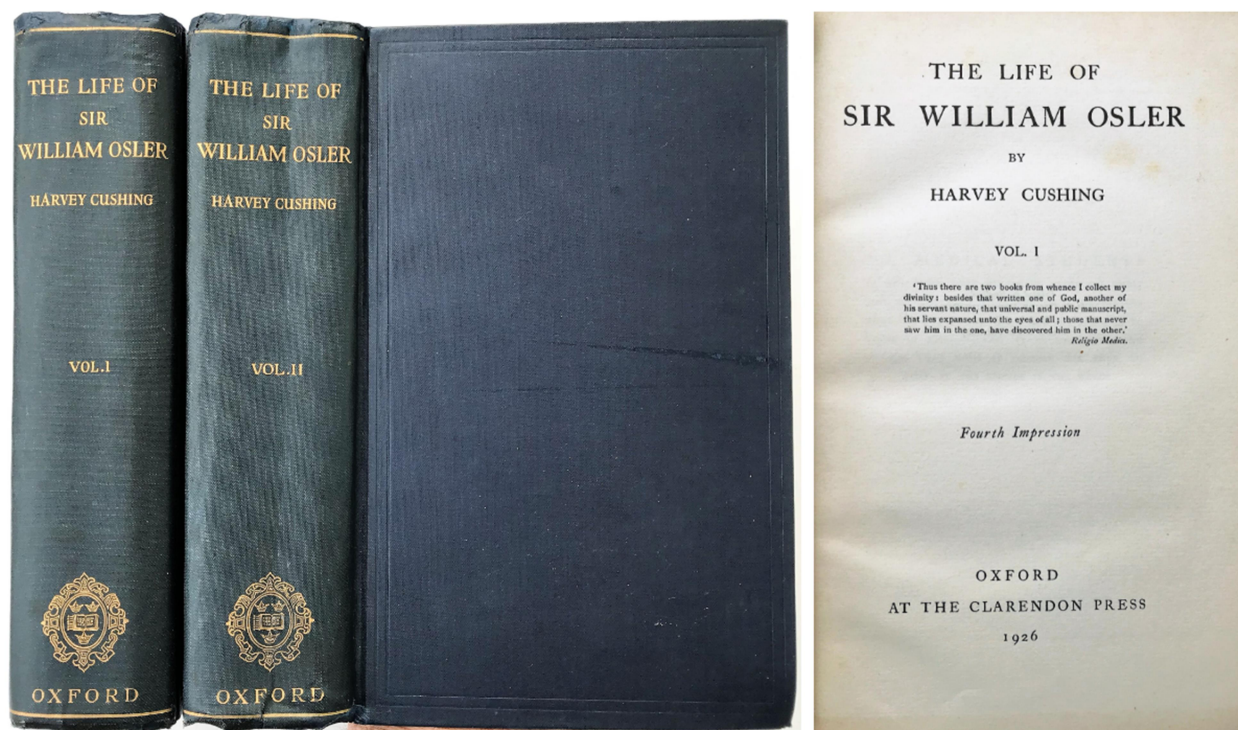 THE LIFE OF
SIR
WILLIAM OSLER
HARVEY CUSHING
VOL.I
OXFORD
THE LIFE OF
SIR
WILLIAM OSLER
HARVEY CUSHING
VOL.II
OXFORD
THE LIFE OF
SIR WILLIAM OSLER
BY
HARVEY CUSHING
VOL. I
'Thus there are two books from whence I collect my
divinity: besides that written one of God, another of
his servant nature, that universal and public manuscript,
that lies expansed unto the eyes of all; those that never
saw him in the one, have discovered him in the other.'
Religio Medici.
Fourth Impression
OXFORD
AT THE CLARENDON PRESS
1926